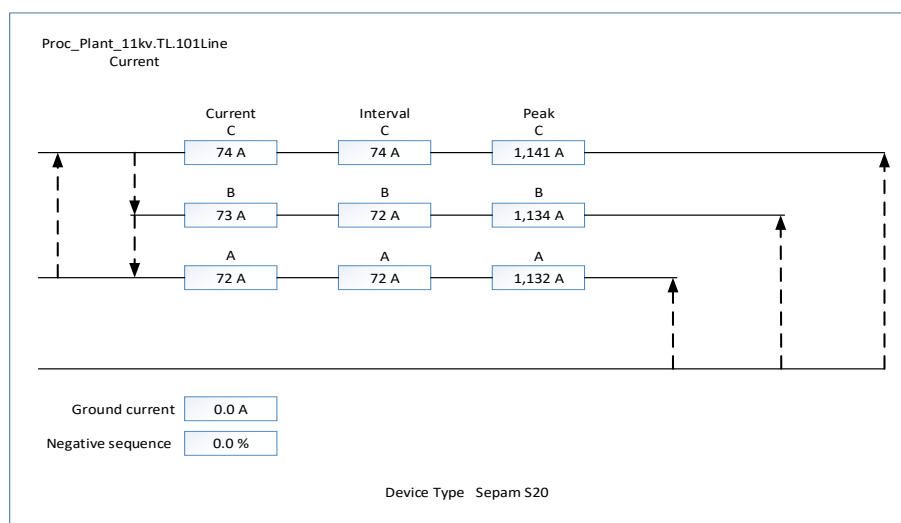 Proc_Plant_11kv.TL.101Line
Current
Current Interval Peak
C C C
74 A 74 A 1,141 A
B B B
73 A 72 A 1,134 A
A A A
72 A 72 A 1,132 A
Ground current 0.0 A
Negative sequence 0.0 %
Device Type Sepam S20